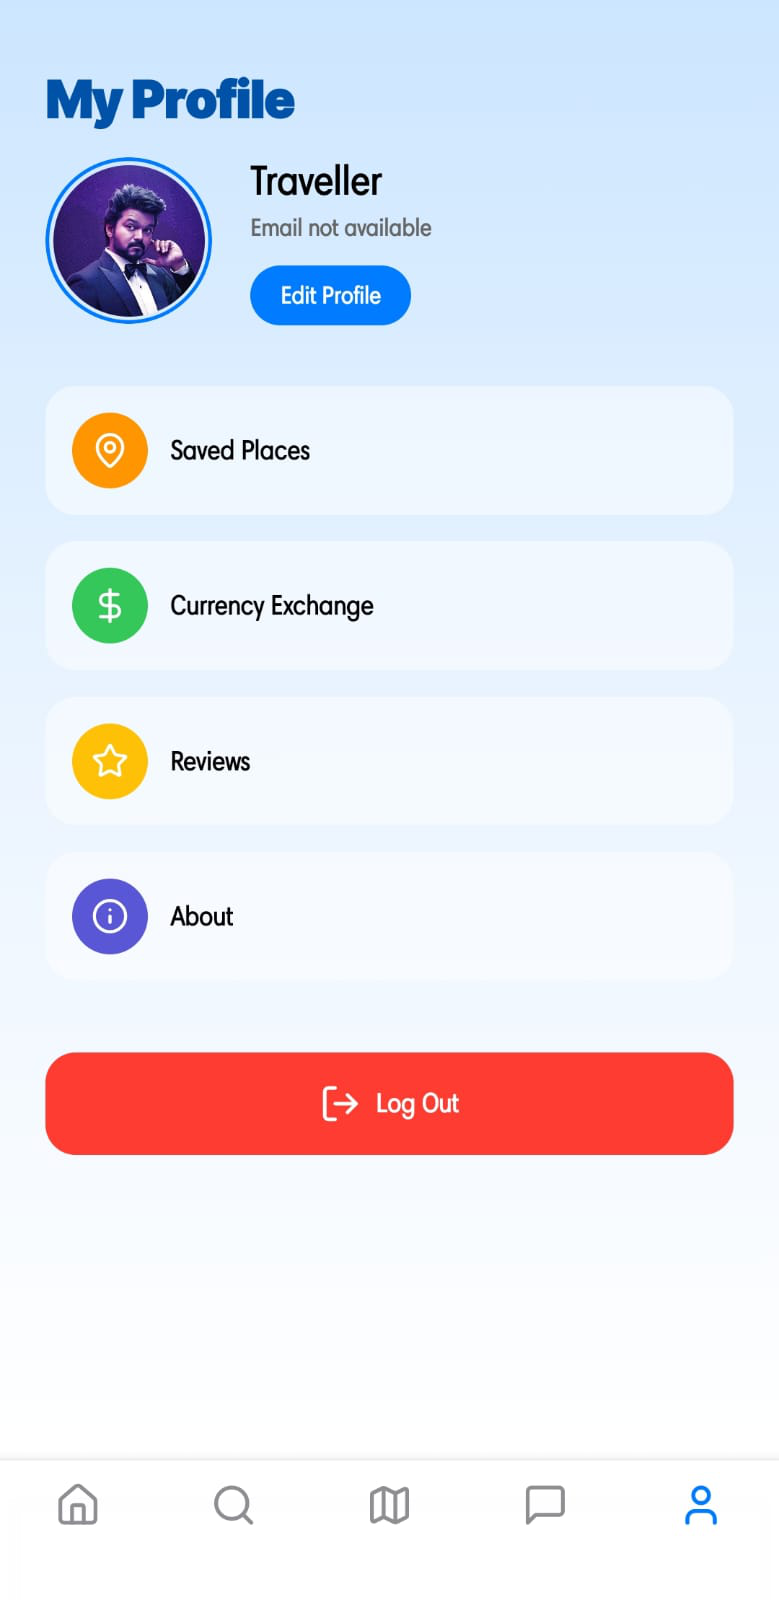 My Profile
Traveller
Email not available
Edit Profile
Saved Places
Currency Exchange
Reviews
About
Log Out